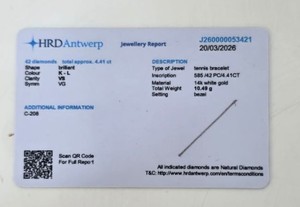 HRD Antwerp
Jewellery Report
J260000053421
20/03/2026
42 diamonds total approx. 4.41 ct
Shape brilliant
Colour K - L
Clarity VS
Symm VG
DESCRIPTION
Type of Jewel tennis bracelet
Inscription 585 /42 PC/4.41CT
Material 14k white gold
Total Weight 10.49 g
Setting bezel
ADDITIONAL INFORMATION
C-208
Scan QR Code
For Full Report
All indicated diamonds are Natural Diamonds
T&C: http://www.hrdantwerp.com/en/termsconditions